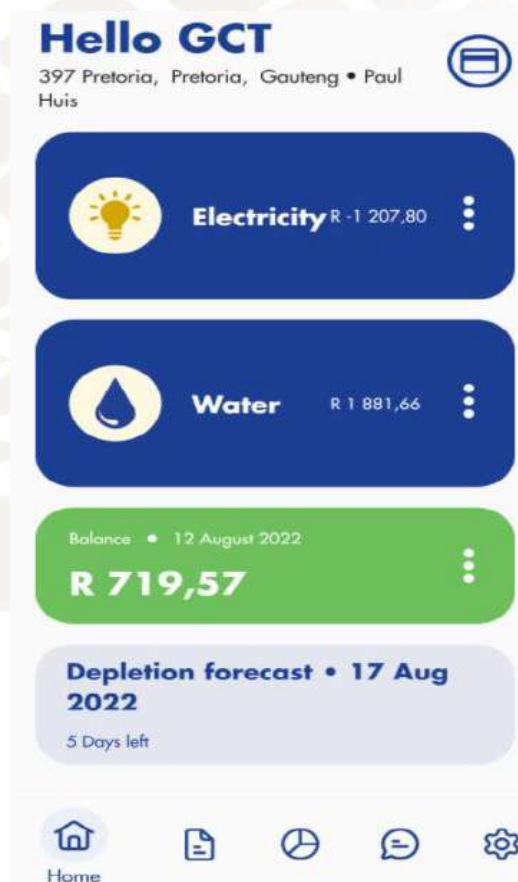 Hello GCT
397 Pretoria, Pretoria, Gauteng • Paul
Huis
Electricity R -1 207,80
Water R 1 881,66
Balance • 12 August 2022
R 719,57
Depletion forecast • 17 Aug
2022
5 Days left
Home